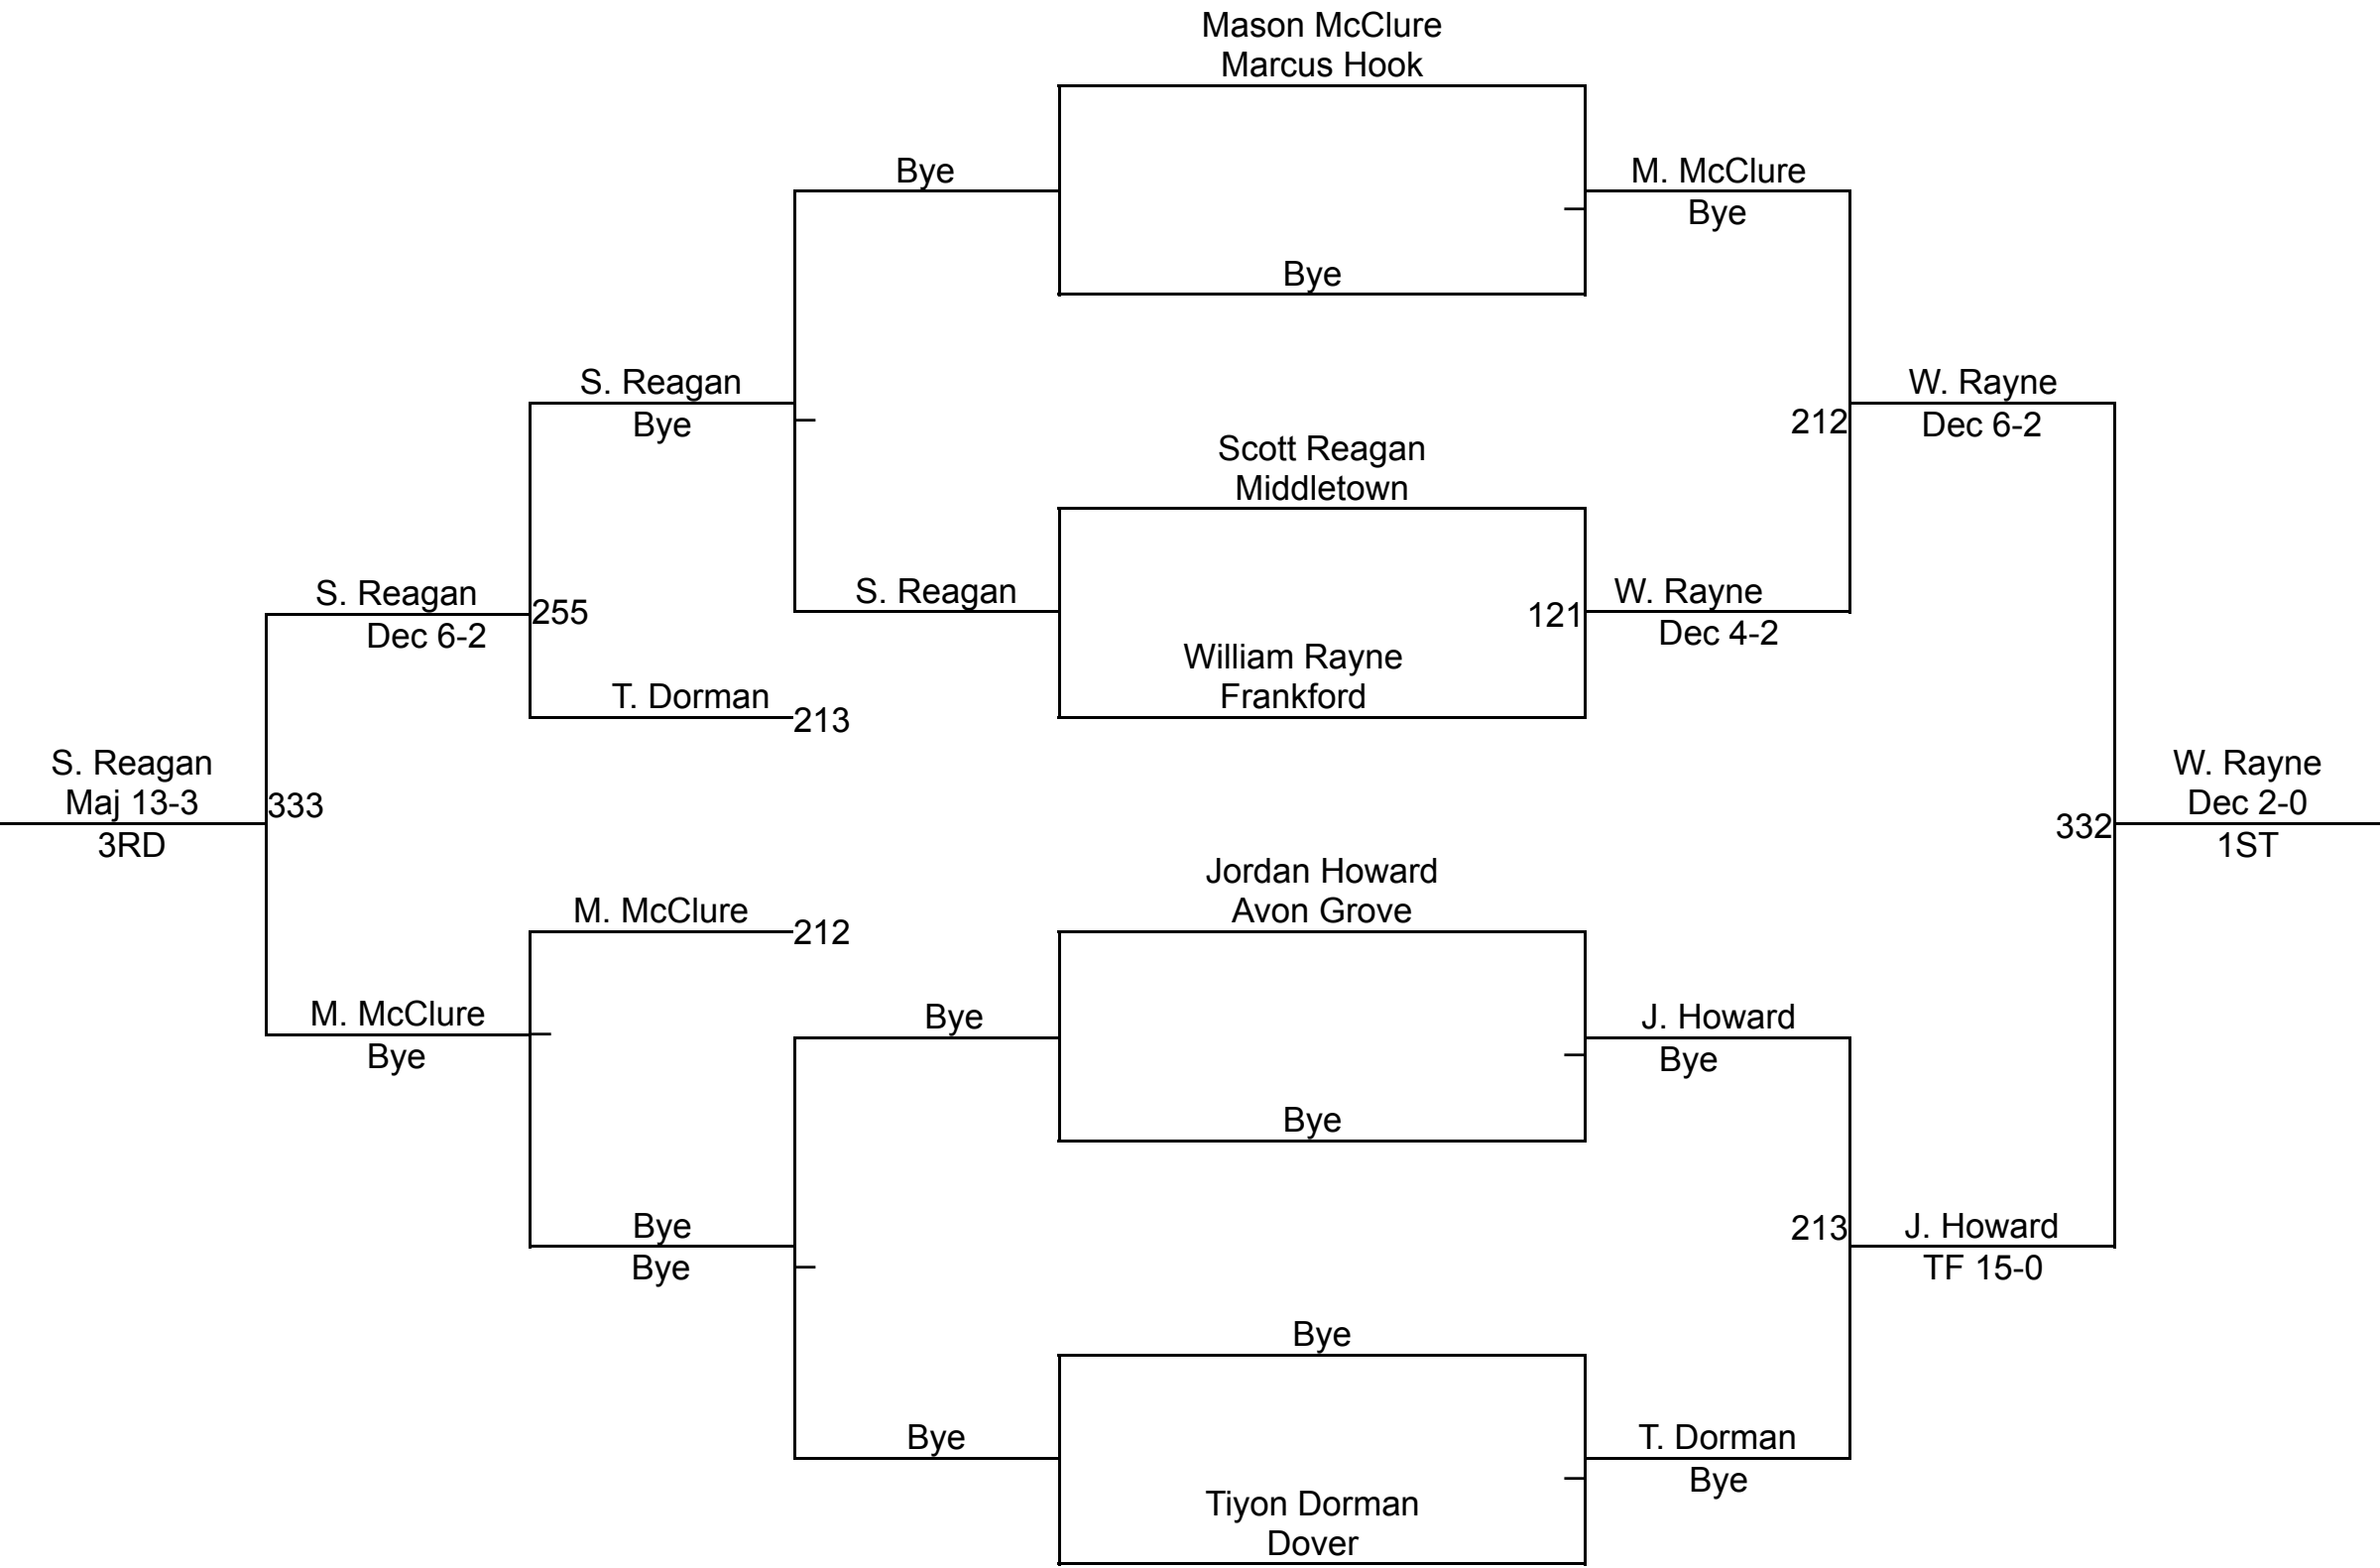 Mason McClure
Marcus Hook
Bye
M. McClure
Bye
Bye
S. Reagan
Bye
W. Rayne
212
Dec 6-2
Scott Reagan
Middletown
S. Reagan
Dec 6-2
255
S. Reagan
121
W. Rayne
Dec 4-2
William Rayne
Frankford
T. Dorman
213
S. Reagan
Maj 13-3
3RD
333
W. Rayne
Dec 2-0
1ST
332
Jordan Howard
Avon Grove
M. McClure
212
M. McClure
Bye
Bye
J. Howard
Bye
Bye
Bye
Bye
213
J. Howard
TF 15-0
Bye
Bye
T. Dorman
Bye
Tiyon Dorman
Dover